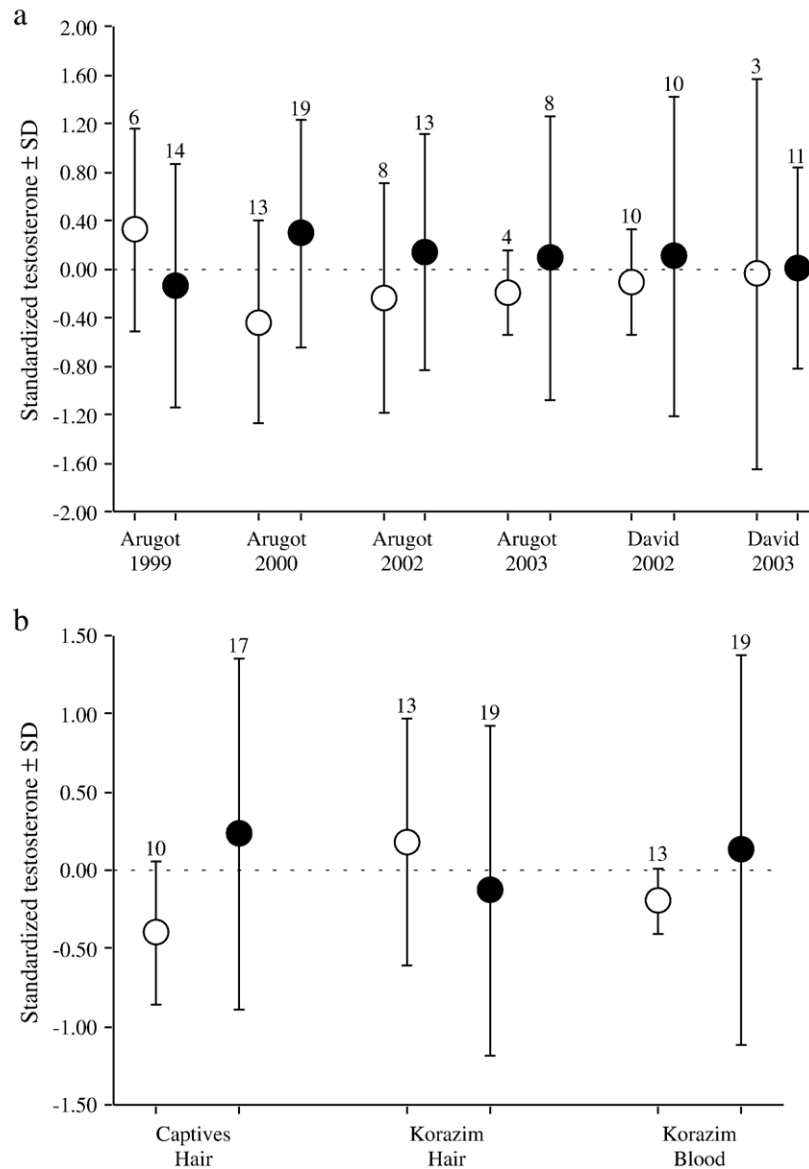 a
2.00
1.60
1.20
0.80
0.40
0.00
-0.40
-0.80
-1.20
-1.60
-2.00
Standardized testosterone ± SD
6
14
13
19
8
13
4
8
10
10
3
11
Arugot
1999
Arugot
2000
Arugot
2002
Arugot
2003
David
2002
David
2003
b
1.50
1.00
0.50
0.00
-0.50
-1.00
-1.50
Standardized testosterone ± SD
10
17
13
19
13
19
Captives
Hair
Korazim
Hair
Korazim
Blood